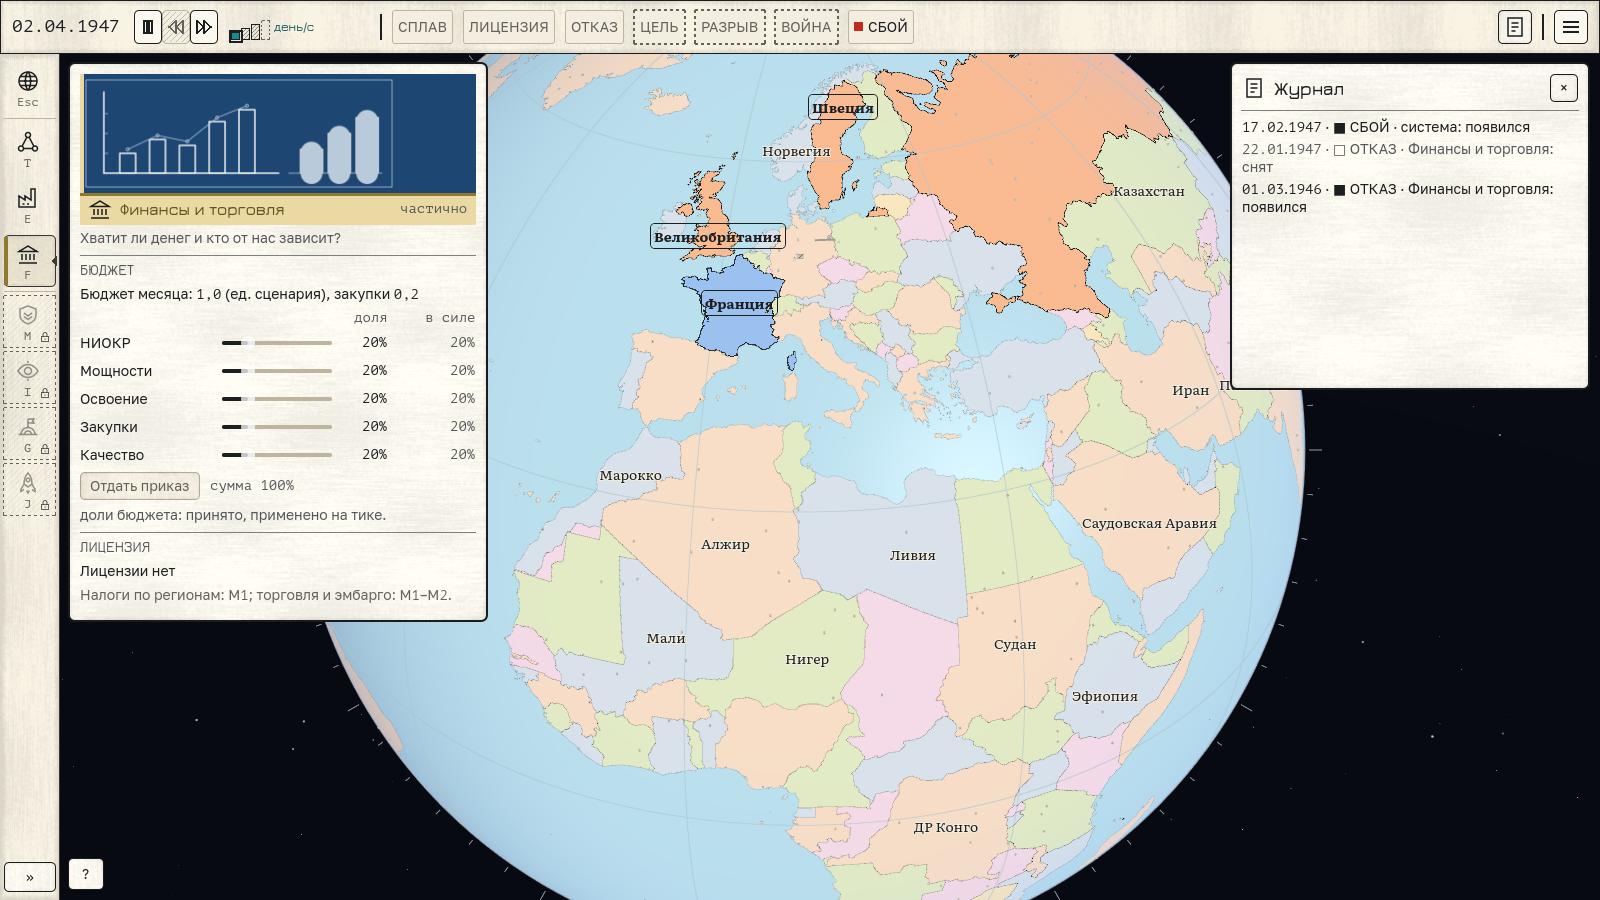 02.04.1947
день/с
СПЛАВ
ЛИЦЕНЗИЯ
ОТКАЗ
ЦЕЛЬ
РАЗРЫВ
ВОЙНА
СБОЙ
Esc
T
E
F
M
I
G
J
»
?
Финансы и торговля
частично
Хватит ли денег и кто от нас зависит?
БЮДЖЕТ
Бюджет месяца: 1,0 (ед. сценария), закупки 0,2
доля в силе
НИОКР 20% 20%
Мощности 20% 20%
Освоение 20% 20%
Закупки 20% 20%
Качество 20% 20%
Отдать приказ сумма 100%
доли бюджета: принято, применено на тике.
ЛИЦЕНЗИЯ
Лицензии нет
Налоги по регионам: М1; торговля и эмбарго: М1–М2.
Швеция
Норвегия
Великобритания
Франция
Казахстан
Иран
Марокко
Алжир
Ливия
Саудовская Аравия
Мали
Нигер
Судан
Эфиопия
ДР Конго
Журнал
×
17.02.1947 · ■ СБОЙ · система: появился
22.01.1947 · □ ОТКАЗ · Финансы и торговля:
снят
01.03.1946 · ■ ОТКАЗ · Финансы и торговля:
появился